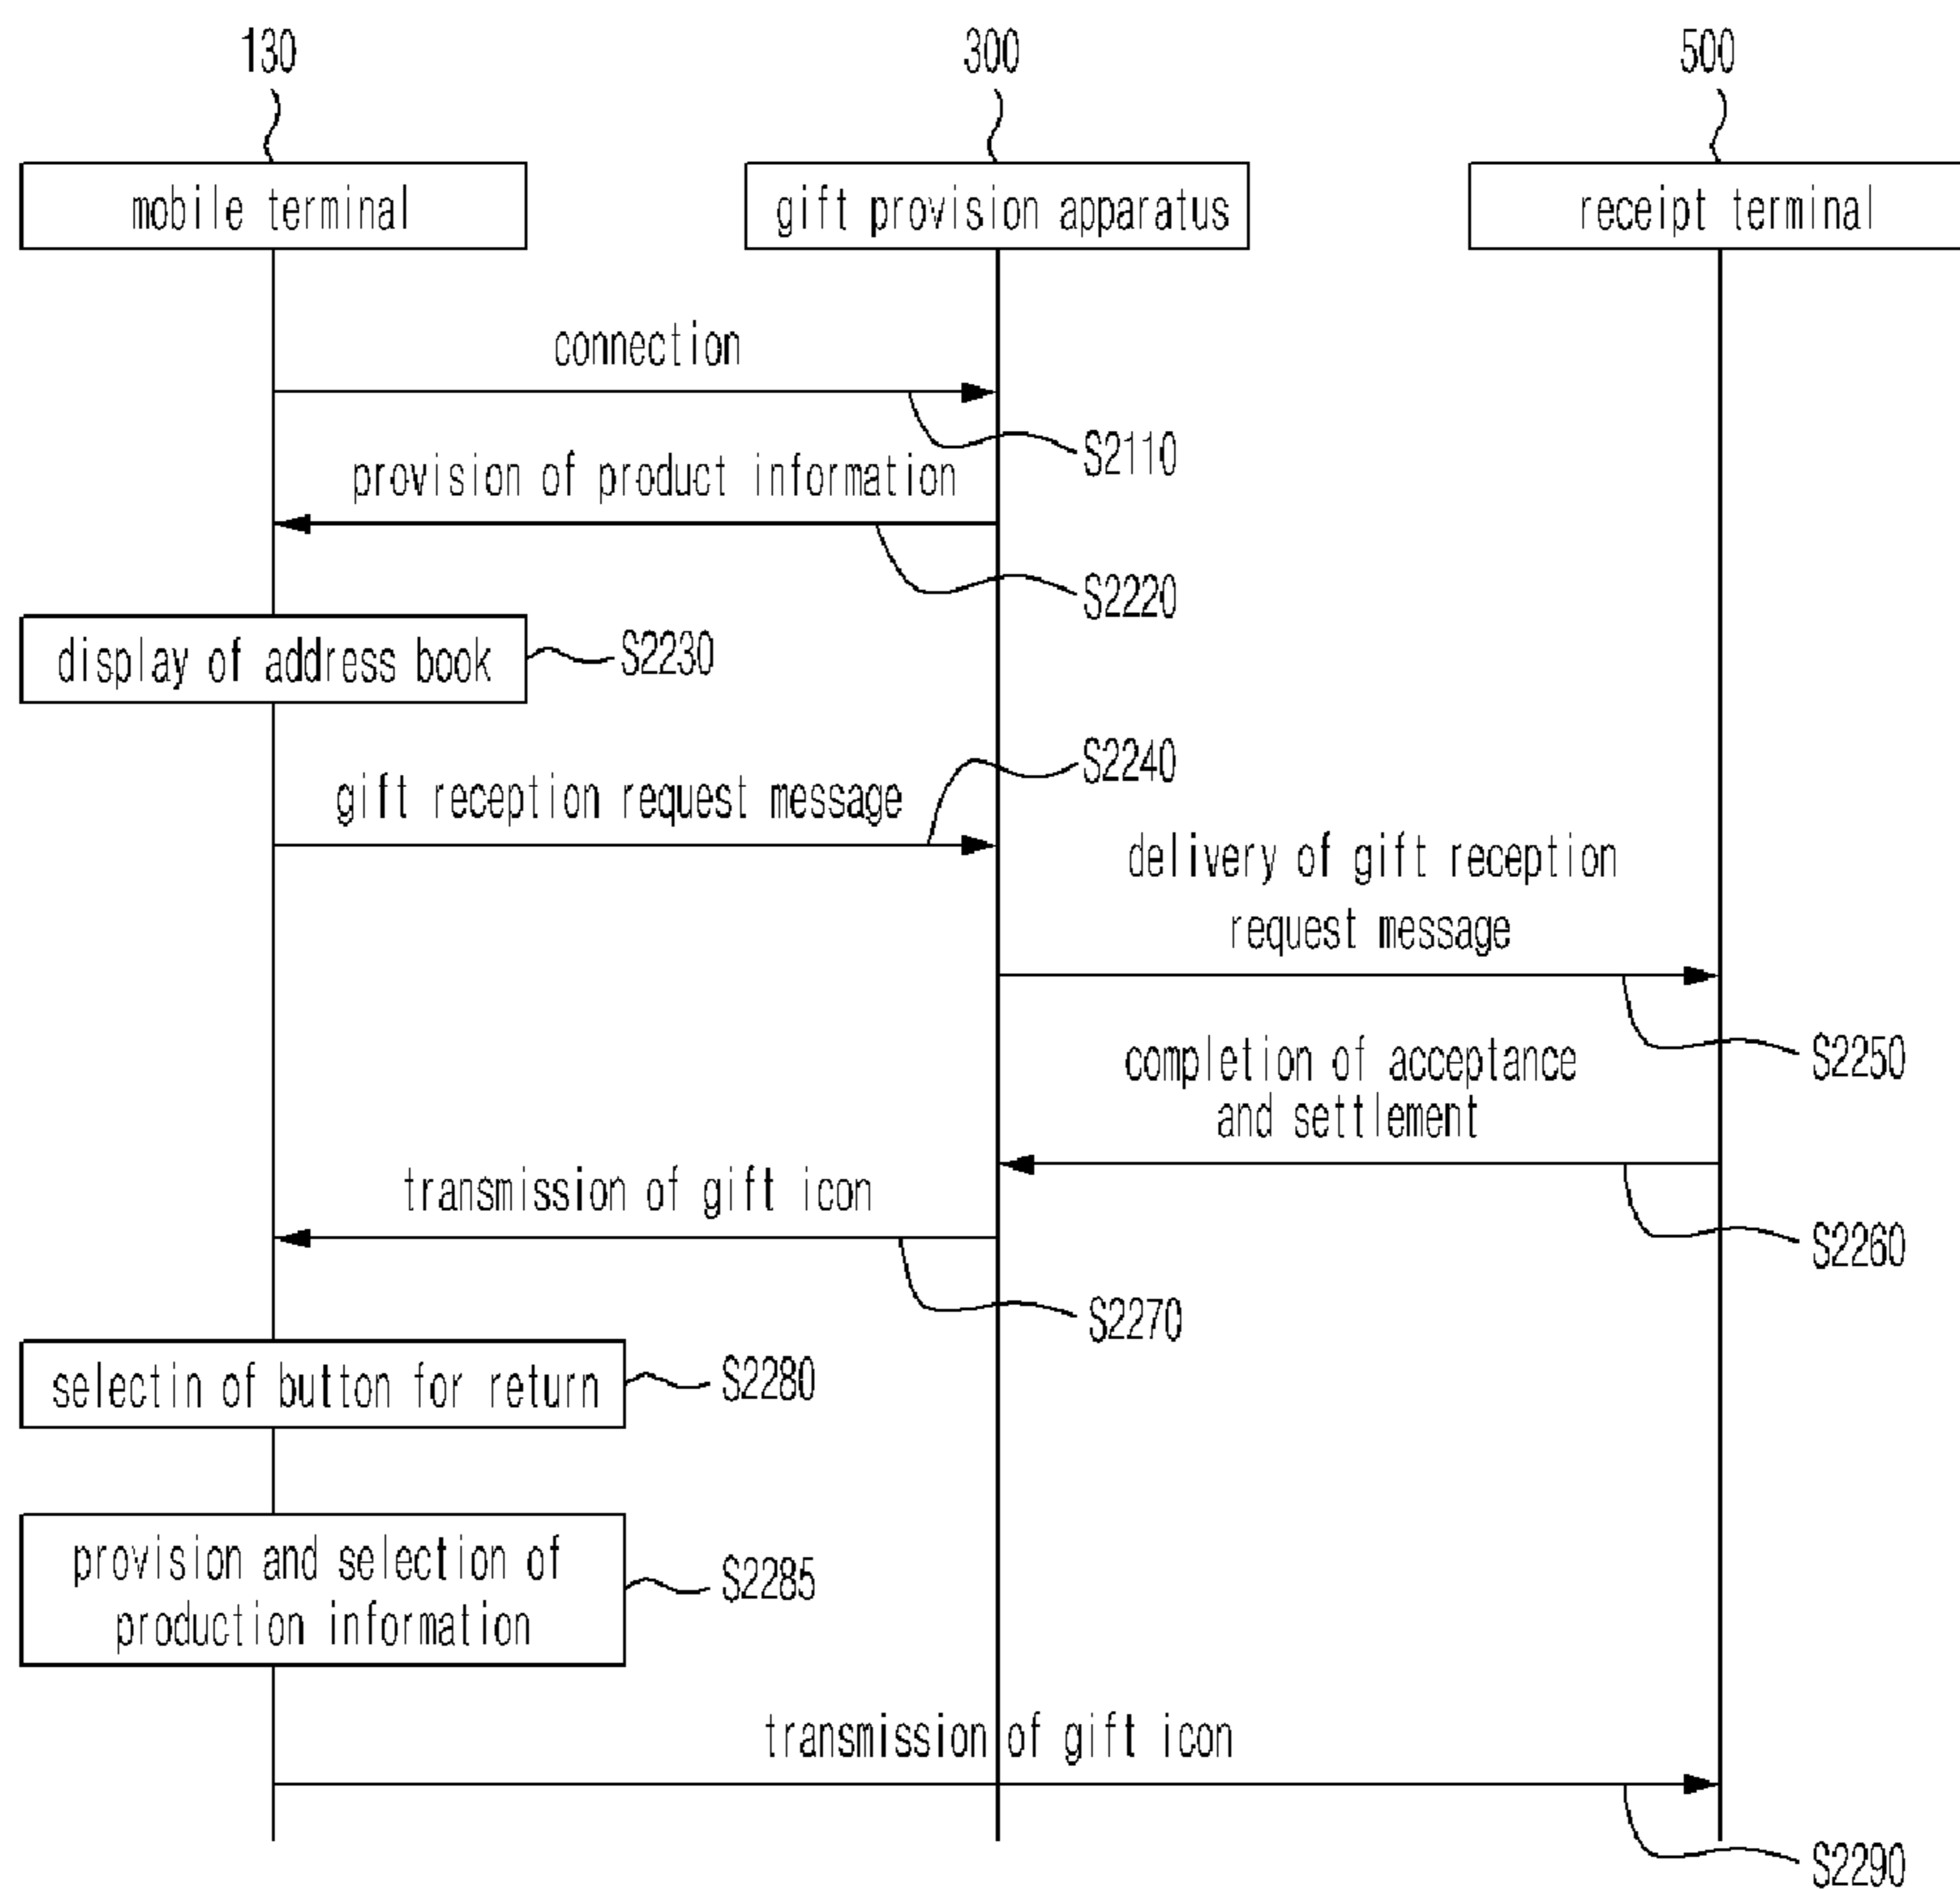 130
300
500
mobile terminal
gift provision apparatus
receipt terminal
connection
S2110
provision of product information
S2220
display of address book
S2230
S2240
gift reception request message
delivery of gift reception
request message
S2250
completion of acceptance
and settlement
S2260
transmission of gift icon
S2270
selectin of button for return
S2280
provision and selection of
production information
S2285
transmission of gift icon
S2290